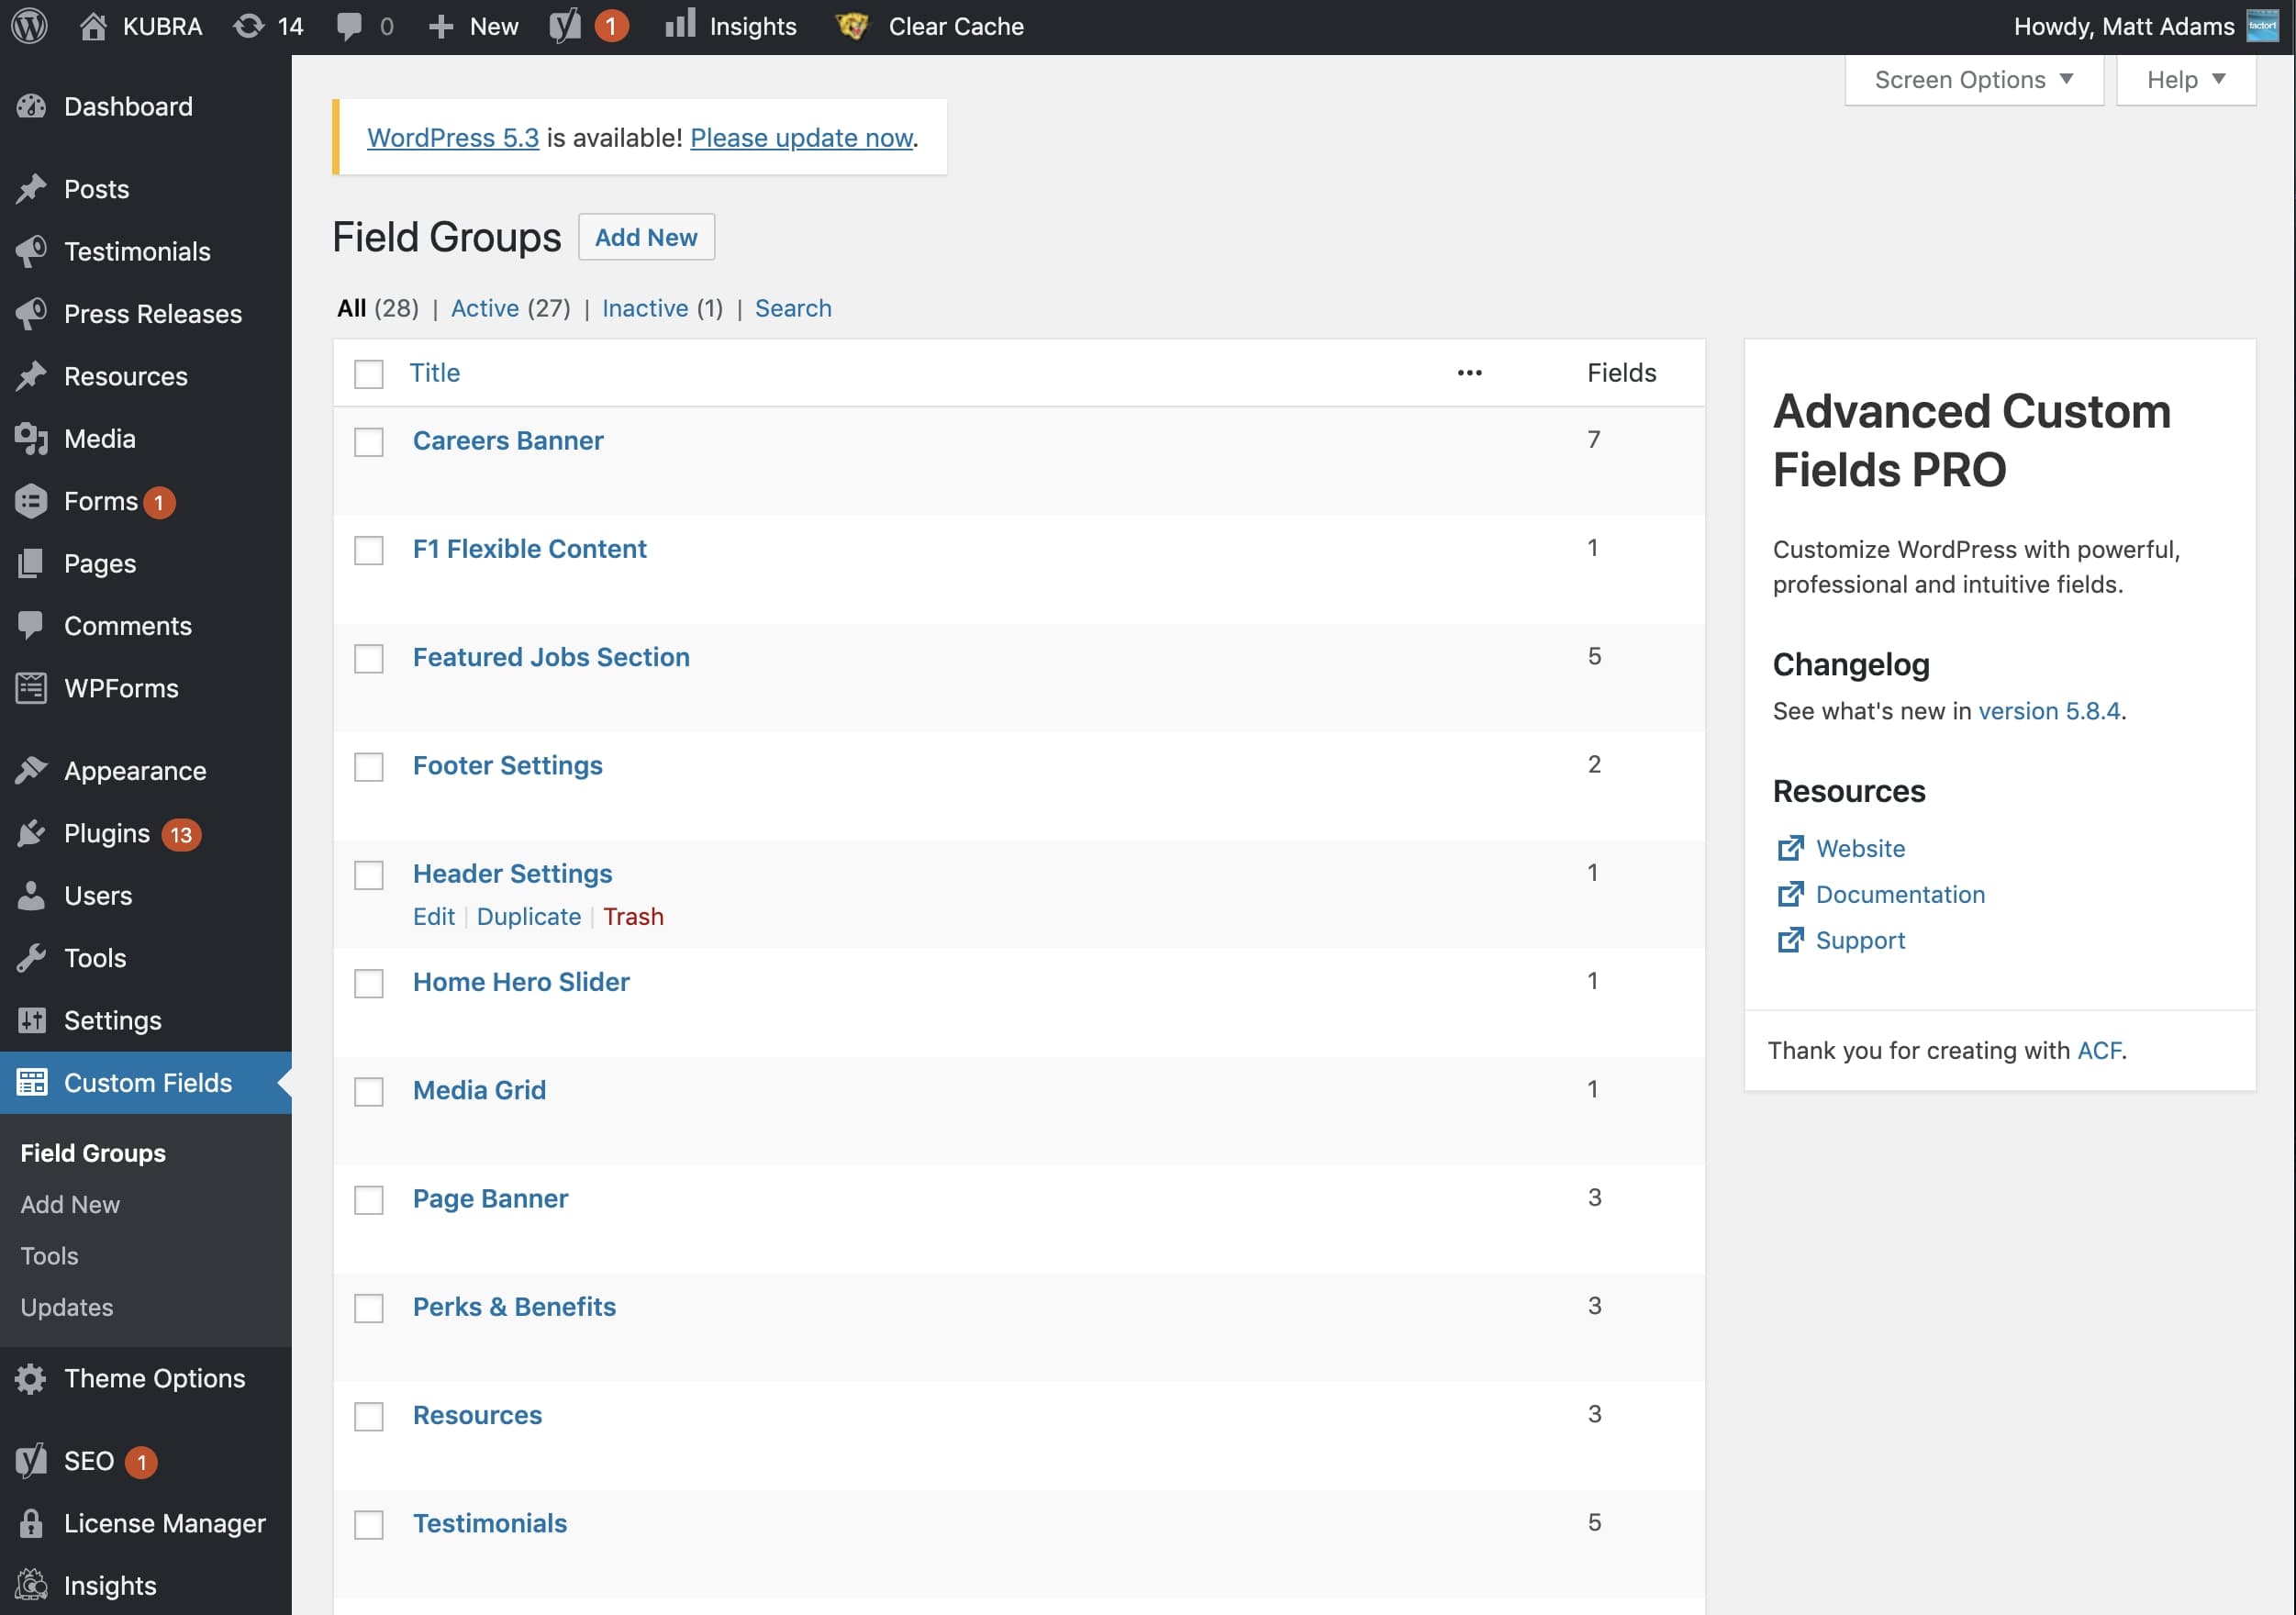 KUBRA 14 0 New 1 Insights Clear Cache Howdy, Matt Adams factor1
Screen Options Help
Dashboard
Posts
Testimonials
Press Releases
Resources
Media
Forms 1
Pages
Comments
WPForms
Appearance
Plugins 13
Users
Tools
Settings
Custom Fields
Field Groups
Add New
Tools
Updates
Theme Options
SEO 1
License Manager
Insights
WordPress 5.3 is available! Please update now.
Field Groups Add New
All (28) | Active (27) | Inactive (1) | Search
Title ••• Fields
Careers Banner 7
F1 Flexible Content 1
Featured Jobs Section 5
Footer Settings 2
Header Settings 1
Edit | Duplicate | Trash
Home Hero Slider 1
Media Grid 1
Page Banner 3
Perks & Benefits 3
Resources 3
Testimonials 5
Advanced Custom
Fields PRO
Customize WordPress with powerful,
professional and intuitive fields.
Changelog
See what's new in version 5.8.4.
Resources
Website
Documentation
Support
Thank you for creating with ACF.